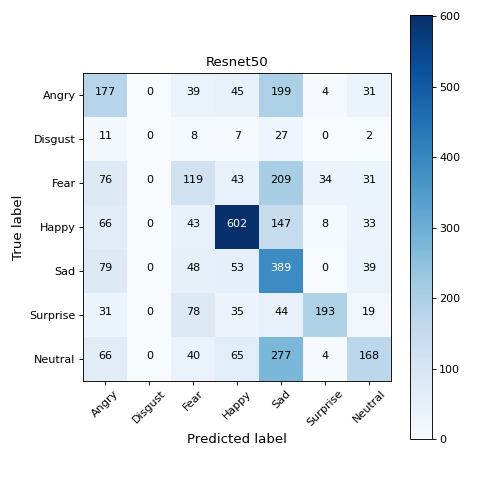 Resnet50
True label
Angry 177 0 39 45 199 4 31
Disgust 11 0 8 7 27 0 2
Fear 76 0 119 43 209 34 31
Happy 66 0 43 602 147 8 33
Sad 79 0 48 53 389 0 39
Surprise 31 0 78 35 44 193 19
Neutral 66 0 40 65 277 4 168
Angry Disgust Fear Happy Sad Surprise Neutral
Predicted label
600
500
400
300
200
100
0